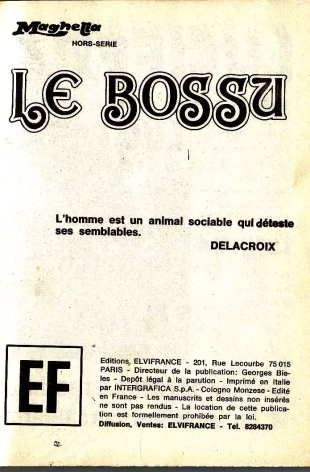 Maghella
HORS-SERIE
LE BOSSU
L'homme est un animal sociable qui déteste
ses semblables.
DELACROIX
EF
Editions ELVIFRANCE - 201, Rue Lecourbe 75 015
PARIS - Directeur de la publication: Georges Bie-
les - Depôt légal à la parution - Imprimé en Italie
par INTERGRAFICA S.p.A. - Cologno Monzese - Edité
en France - Les manuscrits et dessins non insérés
ne sont pas rendus - La location de cette publica-
tion est formellement prohibée par la loi.
Diffusion, Ventes: ELVIFRANCE - Tel. 8284370